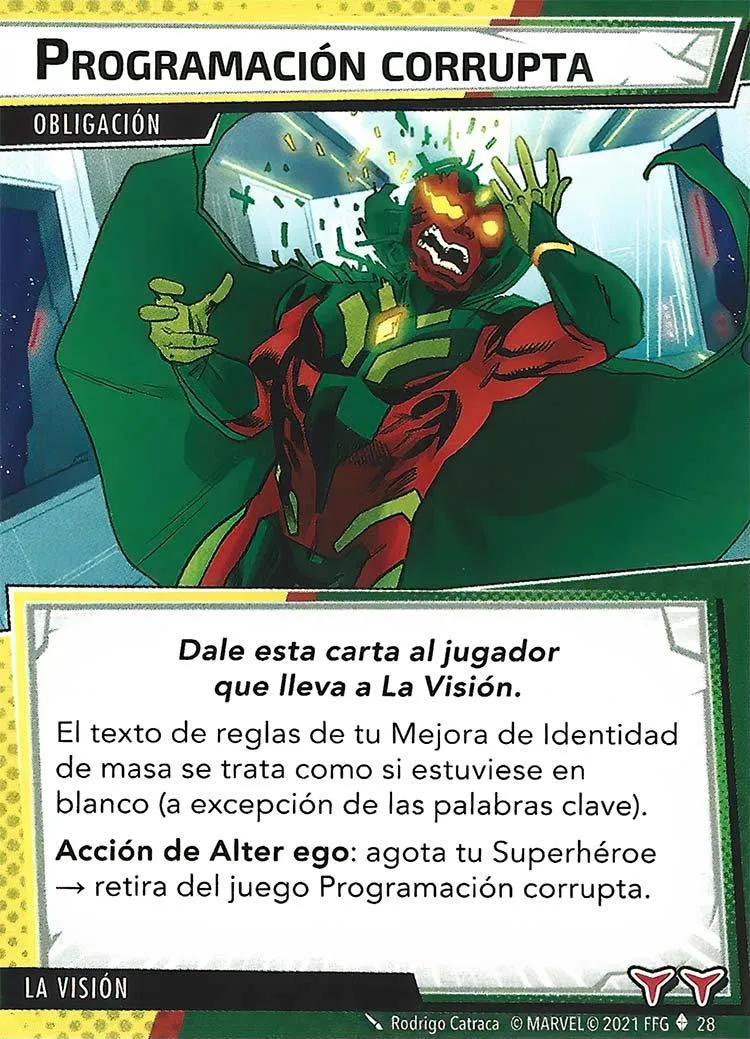 PROGRAMACIÓN CORRUPTA
OBLIGACIÓN
Dale esta carta al jugador
que lleva a La Visión.
El texto de reglas de tu Mejora de Identidad
de masa se trata como si estuviese en
blanco (a excepción de las palabras clave).
Acción de Alter ego: agota tu Superhéroe
→ retira del juego Programación corrupta.
LA VISIÓN
Rodrigo Catraca © MARVEL © 2021 FFG 28